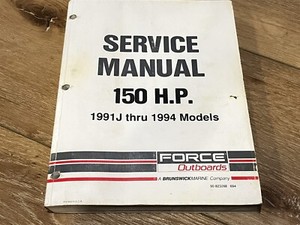 SERVICE
MANUAL
150 H.P.
1991J thru 1994 Models
FORCE
Outboards
A BRUNSWICK MARINE Company